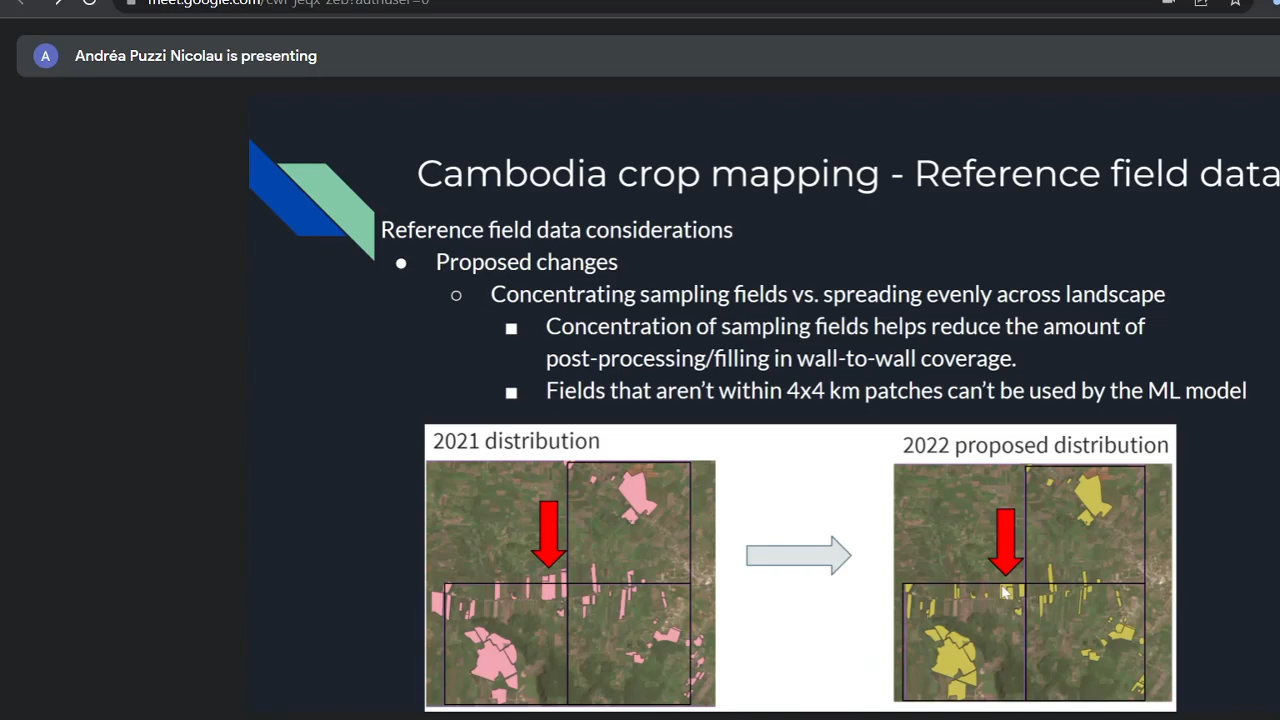 A
Andréa Puzzi Nicolau is presenting
Cambodia crop mapping - Reference field data
Reference field data considerations
● Proposed changes
○ Concentrating sampling fields vs. spreading evenly across landscape
■ Concentration of sampling fields helps reduce the amount of
post-processing/filling in wall-to-wall coverage.
■ Fields that aren't within 4x4 km patches can't be used by the ML model
2021 distribution
2022 proposed distribution